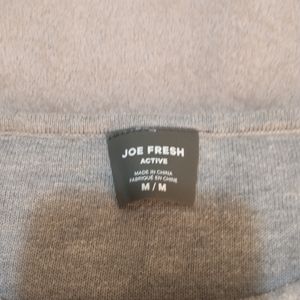 JOE FRESH
ACTIVE
MADE IN CHINA
FABRIQUÉ EN CHINE
M / M